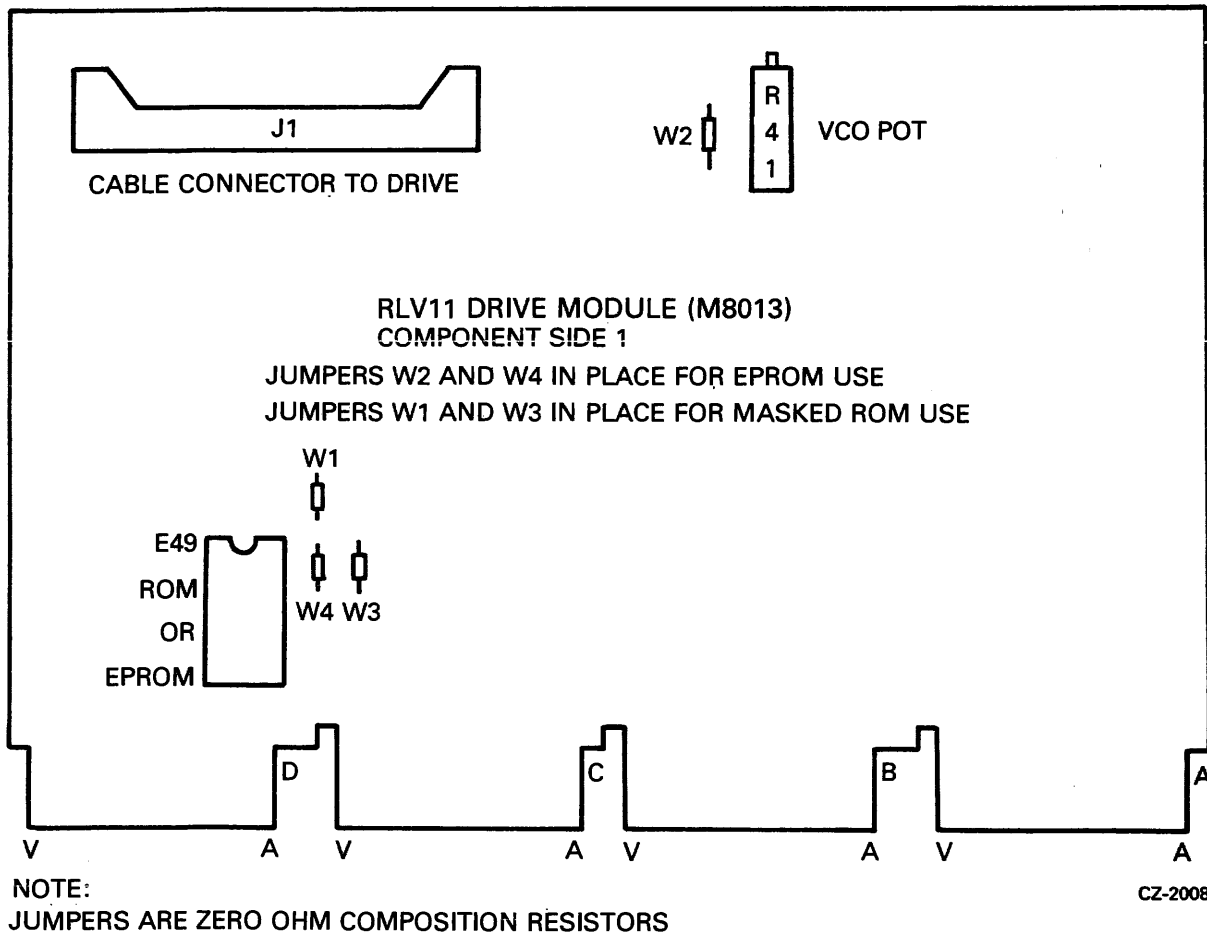 J1
CABLE CONNECTOR TO DRIVE
W2
R
4
1
VCO POT
RLV11 DRIVE MODULE (M8013)
COMPONENT SIDE 1
JUMPERS W2 AND W4 IN PLACE FOR EPROM USE
JUMPERS W1 AND W3 IN PLACE FOR MASKED ROM USE
W1
E49
ROM
OR
EPROM
W4 W3
D C B A
V A V A V A V A
NOTE:
JUMPERS ARE ZERO OHM COMPOSITION RESISTORS
CZ-2008